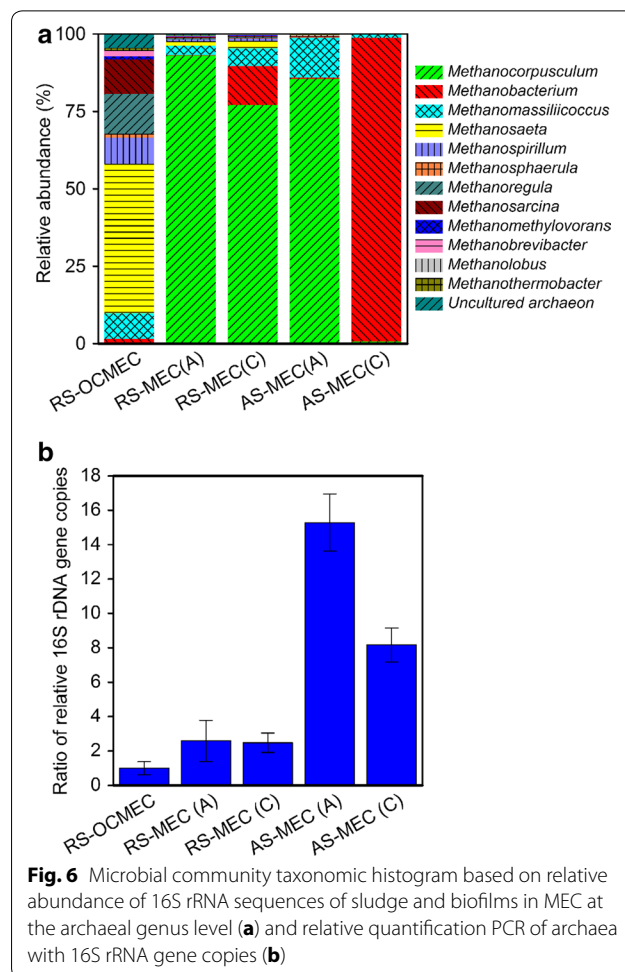 a
Relative abundance (%)
100
75
50
25
0
RS-OCMEC
RS-MEC(A)
RS-MEC(C)
AS-MEC(A)
AS-MEC(C)
Methanocorpusculum
Methanobacterium
Methanomassiliicoccus
Methanosaeta
Methanospirillum
Methanosphaerula
Methanoregula
Methanosarcina
Methanomethylovorans
Methanobrevibacter
Methanolobus
Methanothermobacter
Uncultured archaeon
b
Ratio of relative 16S rDNA gene copies
18
16
14
12
10
8
6
4
2
0
RS-OCMEC
RS-MEC (A)
RS-MEC (C)
AS-MEC (A)
AS-MEC (C)
Fig. 6 Microbial community taxonomic histogram based on relative
abundance of 16S rRNA sequences of sludge and biofilms in MEC at
the archaeal genus level (a) and relative quantification PCR of archaea
with 16S rRNA gene copies (b)